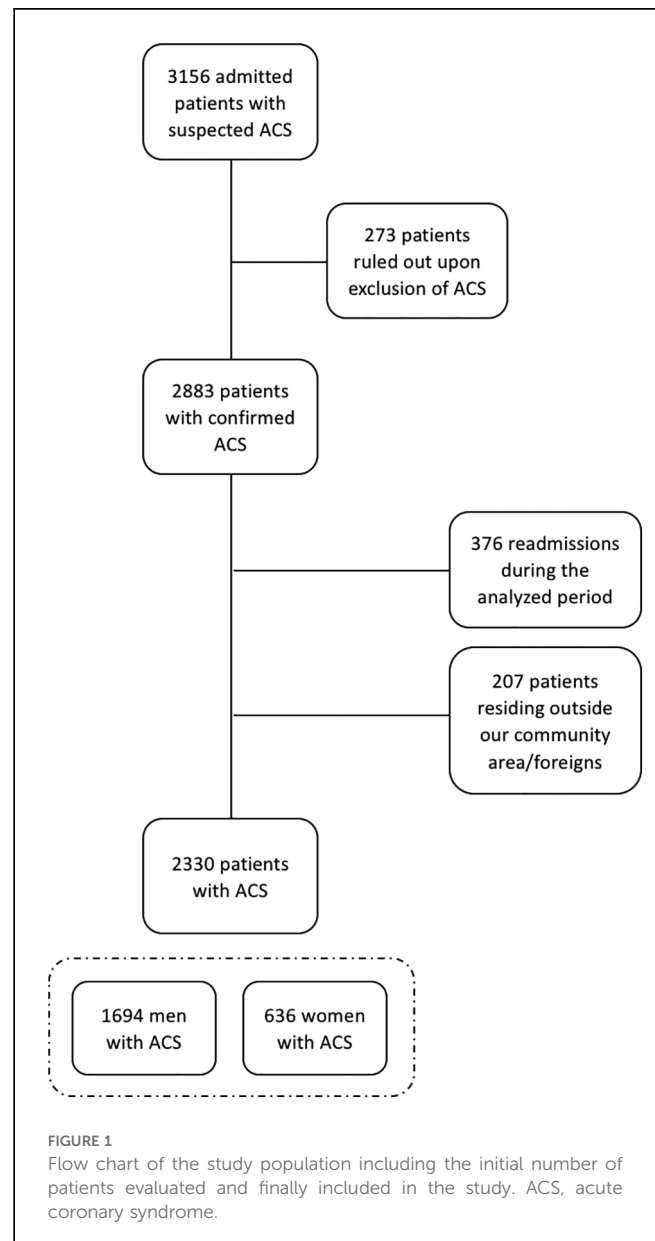 3156 admitted
patients with
suspected ACS
273 patients
ruled out upon
exclusion of ACS
2883 patients
with confirmed
ACS
376 readmissions
during the
analyzed period
207 patients
residing outside
our community
area/foreigns
2330 patients
with ACS
1694 men
with ACS
636 women
with ACS
FIGURE 1
Flow chart of the study population including the initial number of
patients evaluated and finally included in the study. ACS, acute
coronary syndrome.